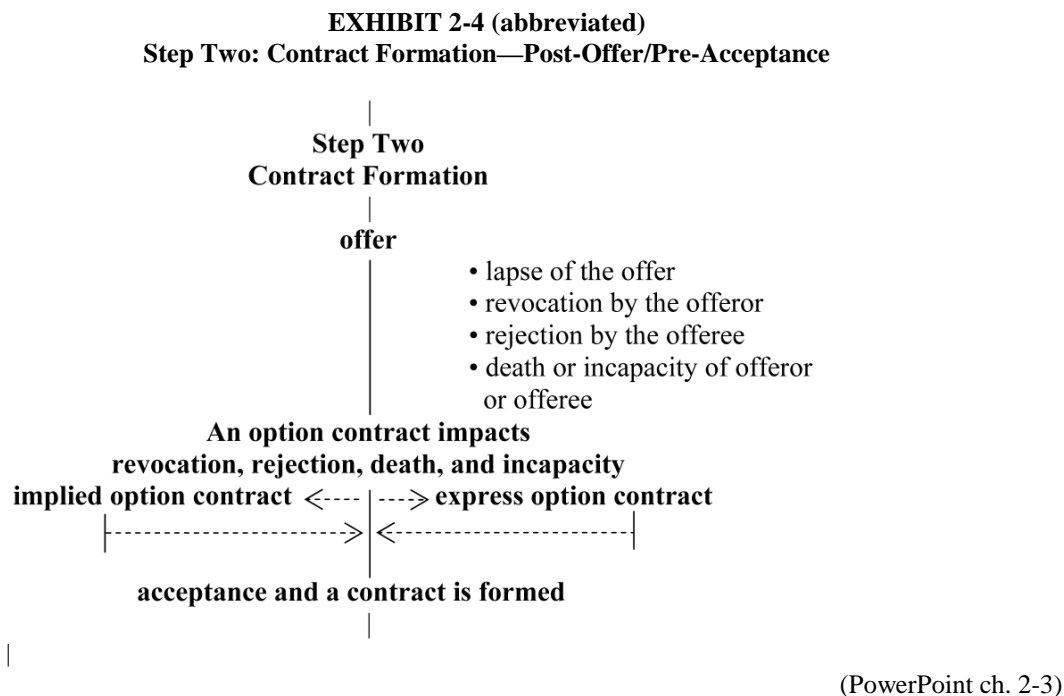 EXHIBIT 2-4 (abbreviated)
Step Two: Contract Formation—Post-Offer/Pre-Acceptance
Step Two
Contract Formation
offer
• lapse of the offer
• revocation by the offeror
• rejection by the offeree
• death or incapacity of offeror
or offeree
An option contract impacts
revocation, rejection, death, and incapacity
implied option contract express option contract
acceptance and a contract is formed
(PowerPoint ch. 2-3)